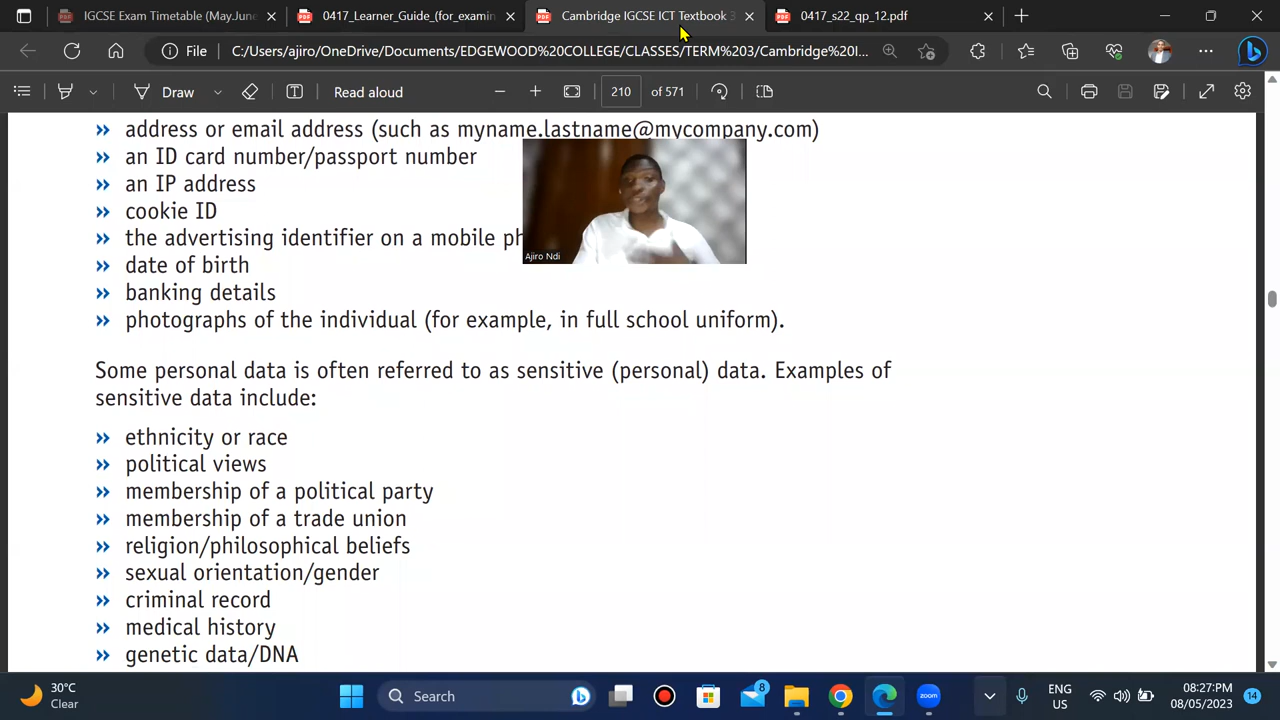 IGCSE Exam Timetable (May.June
0417_Learner_Guide_(for_examin
Cambridge IGCSE ICT Textbook 3
0417_s22_qp_12.pdf
File
C:/Users/ajiro/OneDrive/Documents/EDGEWOOD%20COLLEGE/CLASSES/TERM%203/Cambridge%20I...
Draw
Read aloud
210 of 571
» address or email address (such as myname.lastname@mycompany.com)
» an ID card number/passport number
» an IP address
» cookie ID
» the advertising identifier on a mobile ph
» date of birth
» banking details
» photographs of the individual (for example, in full school uniform).
Ajiro Ndi
Some personal data is often referred to as sensitive (personal) data. Examples of
sensitive data include:
» ethnicity or race
» political views
» membership of a political party
» membership of a trade union
» religion/philosophical beliefs
» sexual orientation/gender
» criminal record
» medical history
» genetic data/DNA
30°C
Clear
Search
8
zoom
ENG
US
08:27:PM
08/05/2023
14